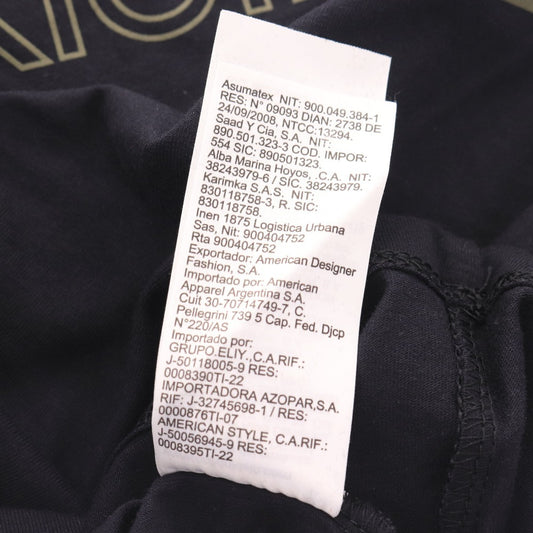 Asumatex NIT: 900.049.384-1
RES: N° 09093 DIAN: 2738 DE
24/09/2008, NTCC:13294.
Saad Y Cia, S.A. NIT:
890.501.323-3 COD. IMPOR:
554 SIC: 890501323.
Alba Marina Hoyos, .C.A. NIT:
38243979-6 / SIC. 38243979.
Karimka S.A.S. NIT:
830118758-3, R. SIC:
830118758.
Inen 1875 Logistica Urbana
Sas, Nit: 900404752
Rta 900404752
Exportador: American Designer
Fashion, S.A.
Importado por: American
Apparel Argentina S.A.
Cuit 30-70714749-7, C.
Pellegrini 739 5 Cap. Fed. Djcp
N°220/AS
Importado por:
GRUPO.ELIY., C.A.RIF.:
J-50118005-9 RES:
0008390TI-22
IMPORTADORA AZOPAR,S.A.
RIF: J-32745698-1 / RES:
0000876TI-07
AMERICAN STYLE, C.A.RIF.:
J-50056945-9 RES:
0008395TI-22